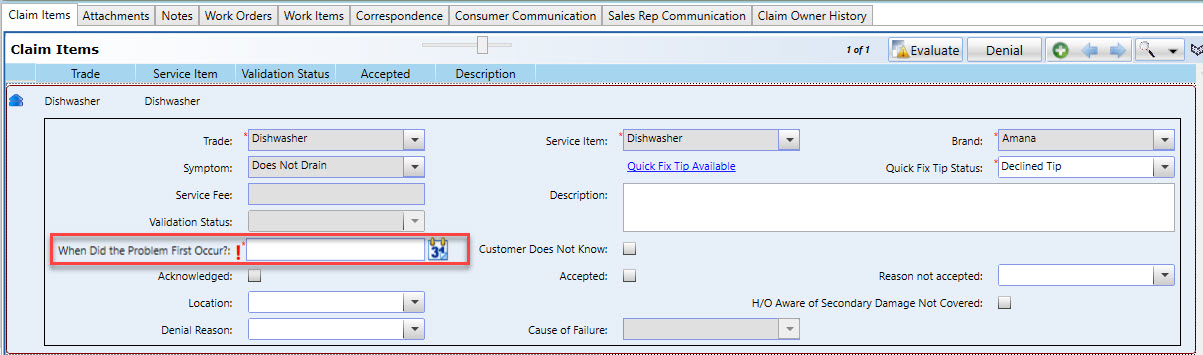 Claim Items Attachments Notes Work Orders Work Items Correspondence Consumer Communication Sales Rep Communication Claim Owner History
Claim Items 1 of 1 Evaluate Denial
Trade Service Item Validation Status Accepted Description
Dishwasher Dishwasher
Trade: * Dishwasher Service Item: * Dishwasher Brand: * Amana
Symptom: Does Not Drain Quick Fix Tip Available Quick Fix Tip Status: * Declined Tip
Service Fee: Description:
Validation Status:
When Did the Problem First Occur?: ! * 31 Customer Does Not Know:
Acknowledged: Accepted: Reason not accepted:
Location: H/O Aware of Secondary Damage Not Covered:
Denial Reason: Cause of Failure: